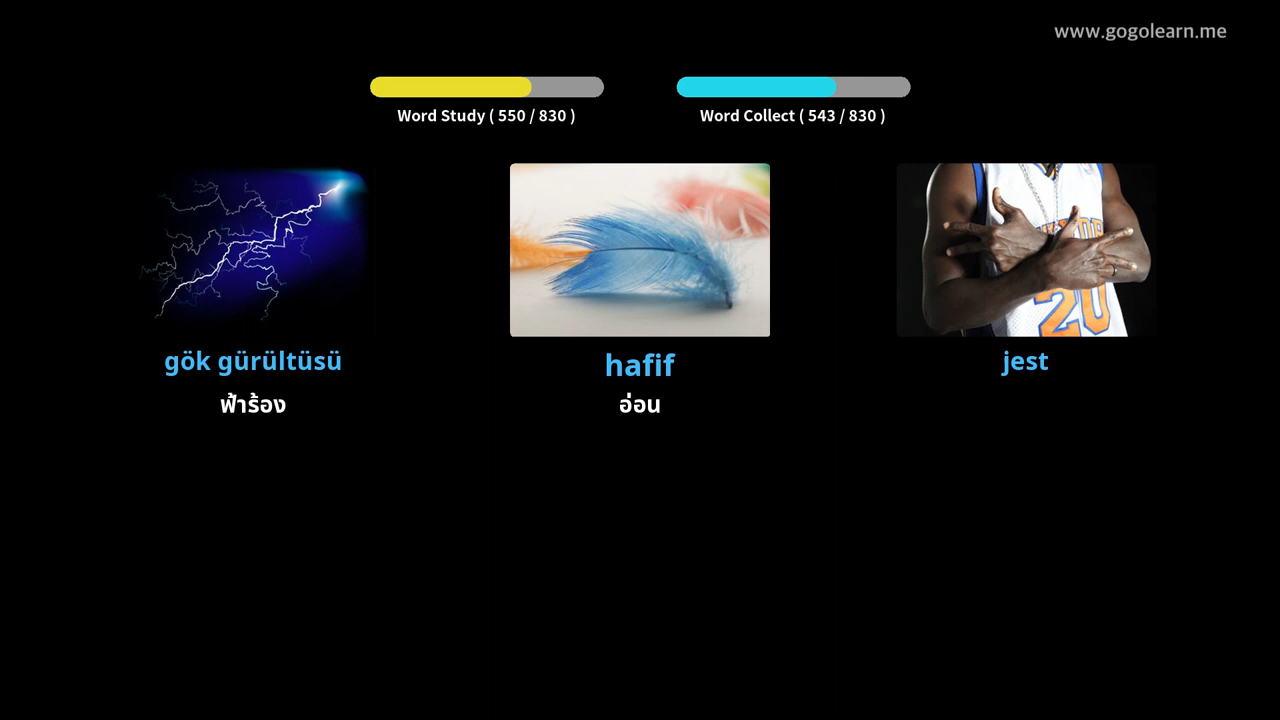 www.gogolearn.me
Word Study ( 550 / 830 )
Word Collect ( 543 / 830 )
20
gök gürültüsü
hafif
jest
ฟ้าร้อง
อ่อน